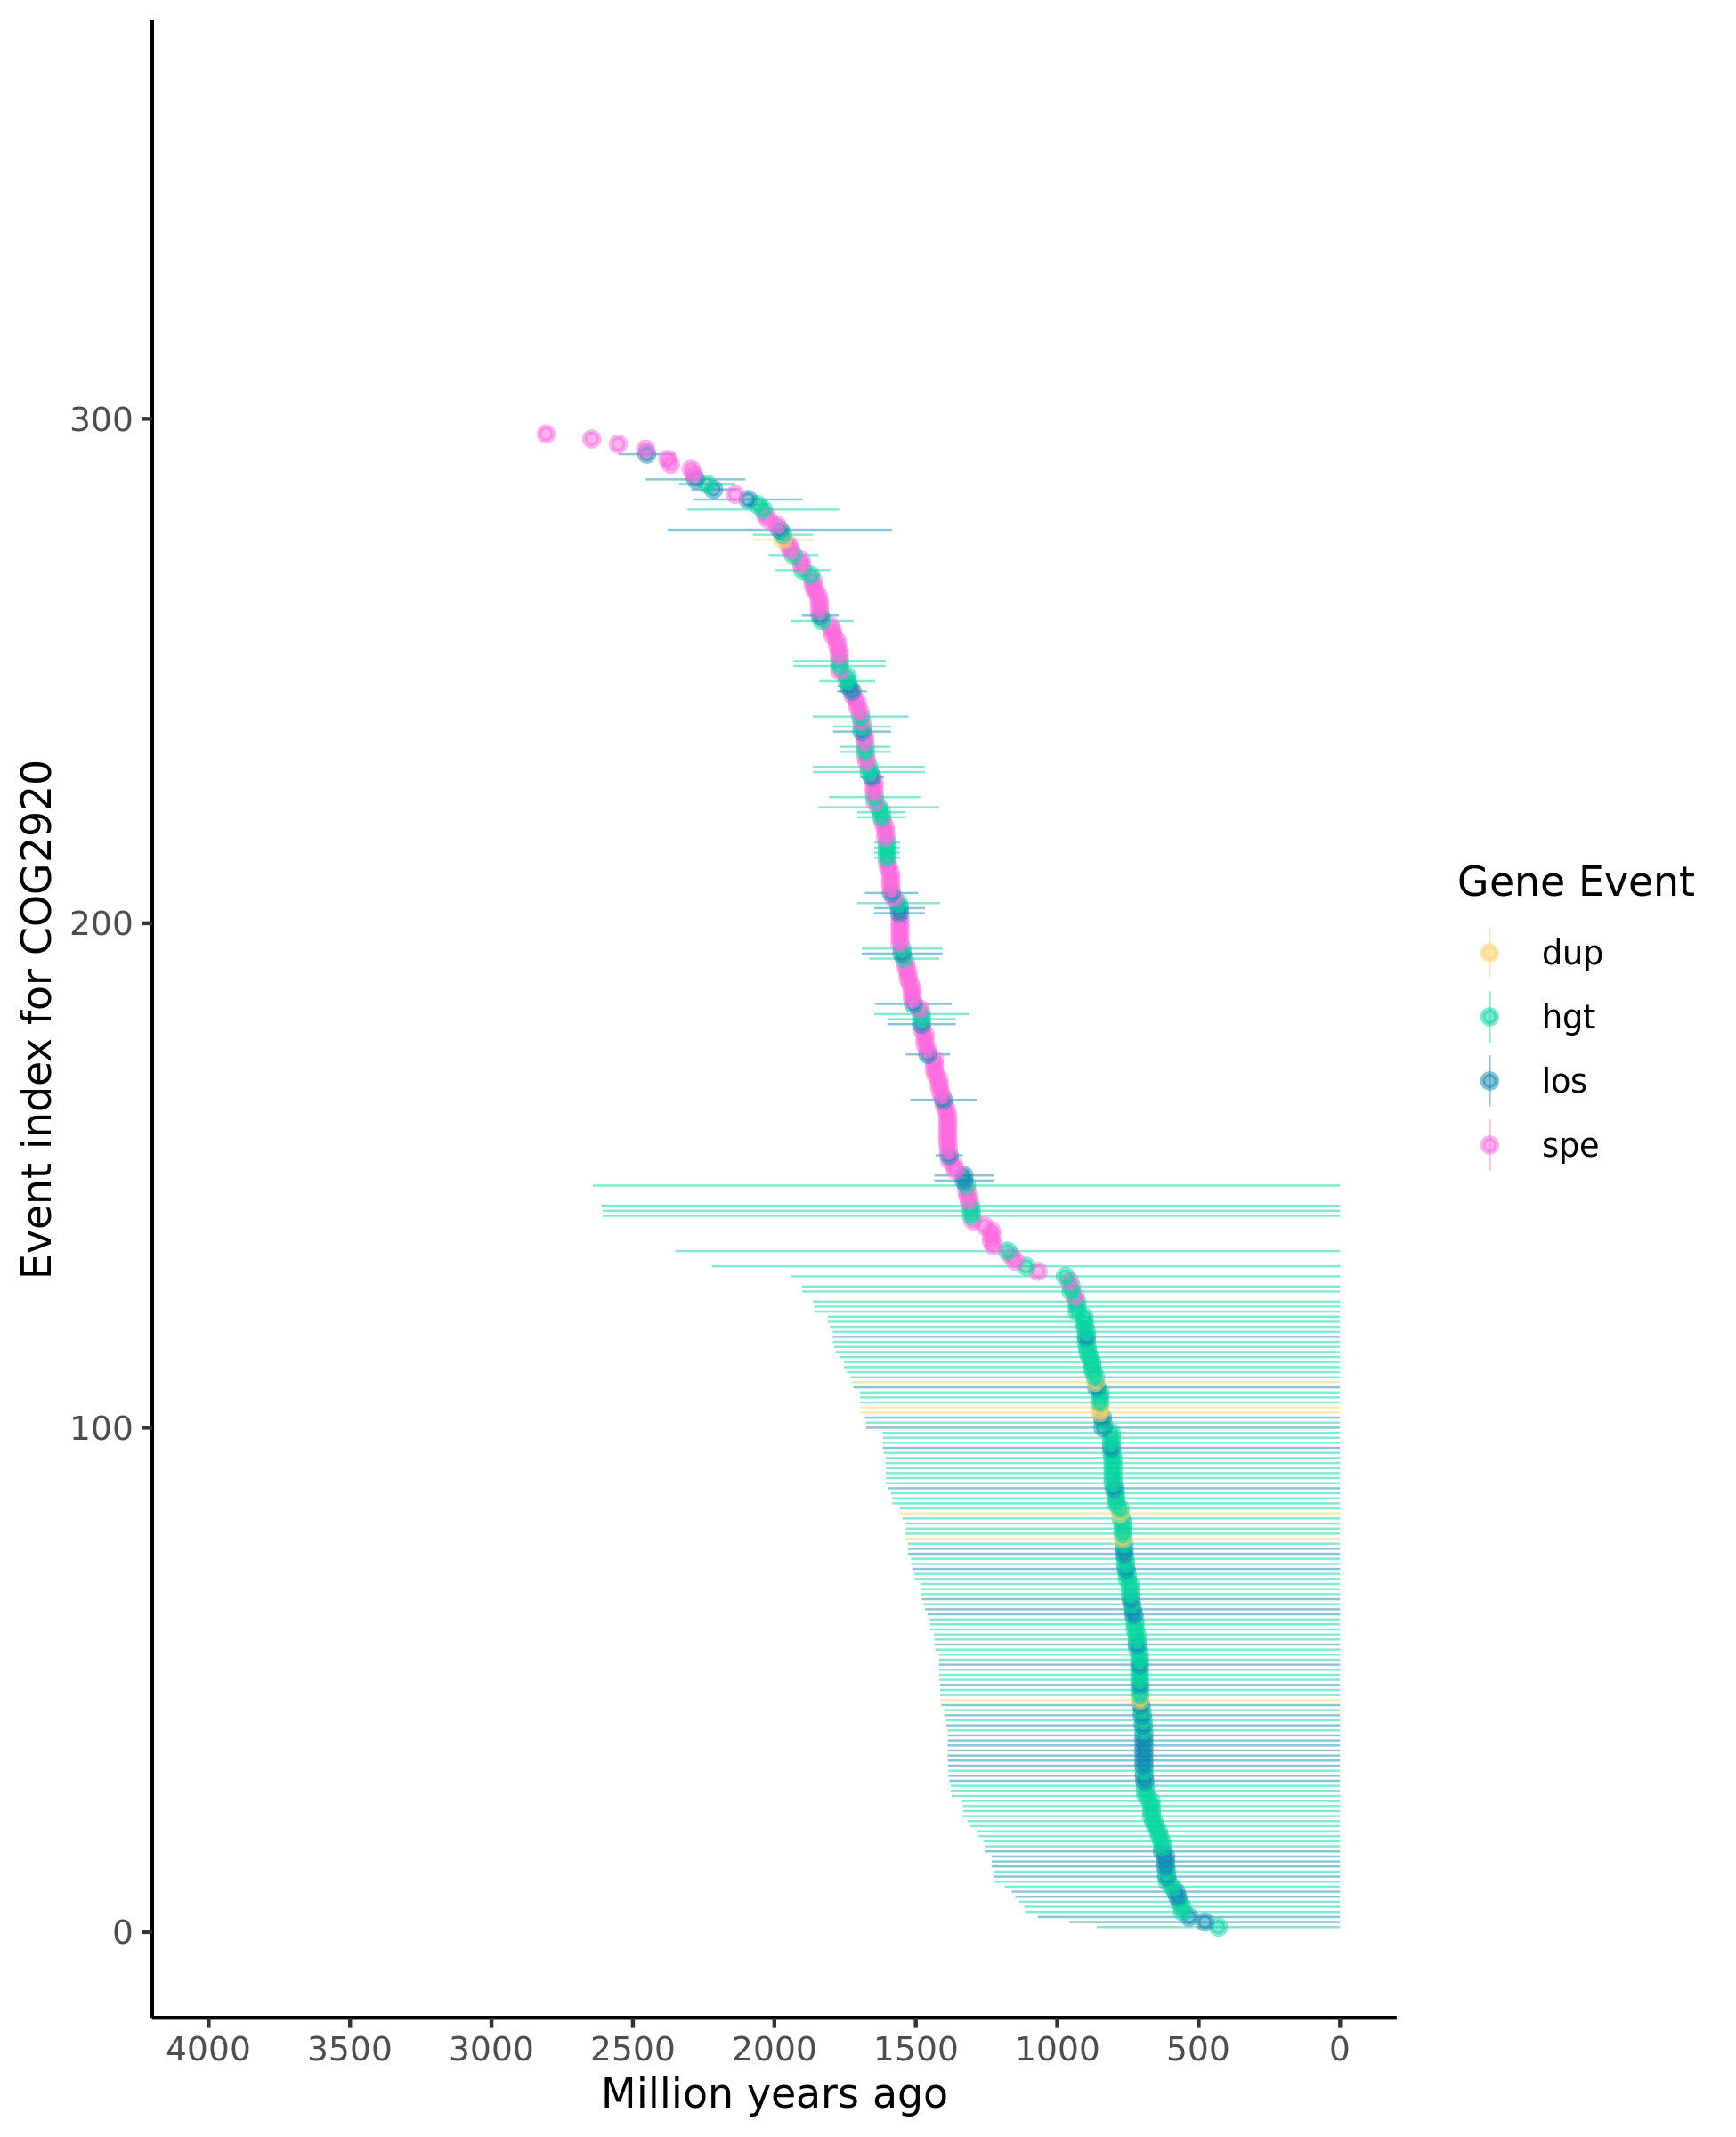 Event index for COG2920
300
200
100
0
4000 3500 3000 2500 2000 1500 1000 500 0
Million years ago
Gene Event
dup
hgt
los
spe